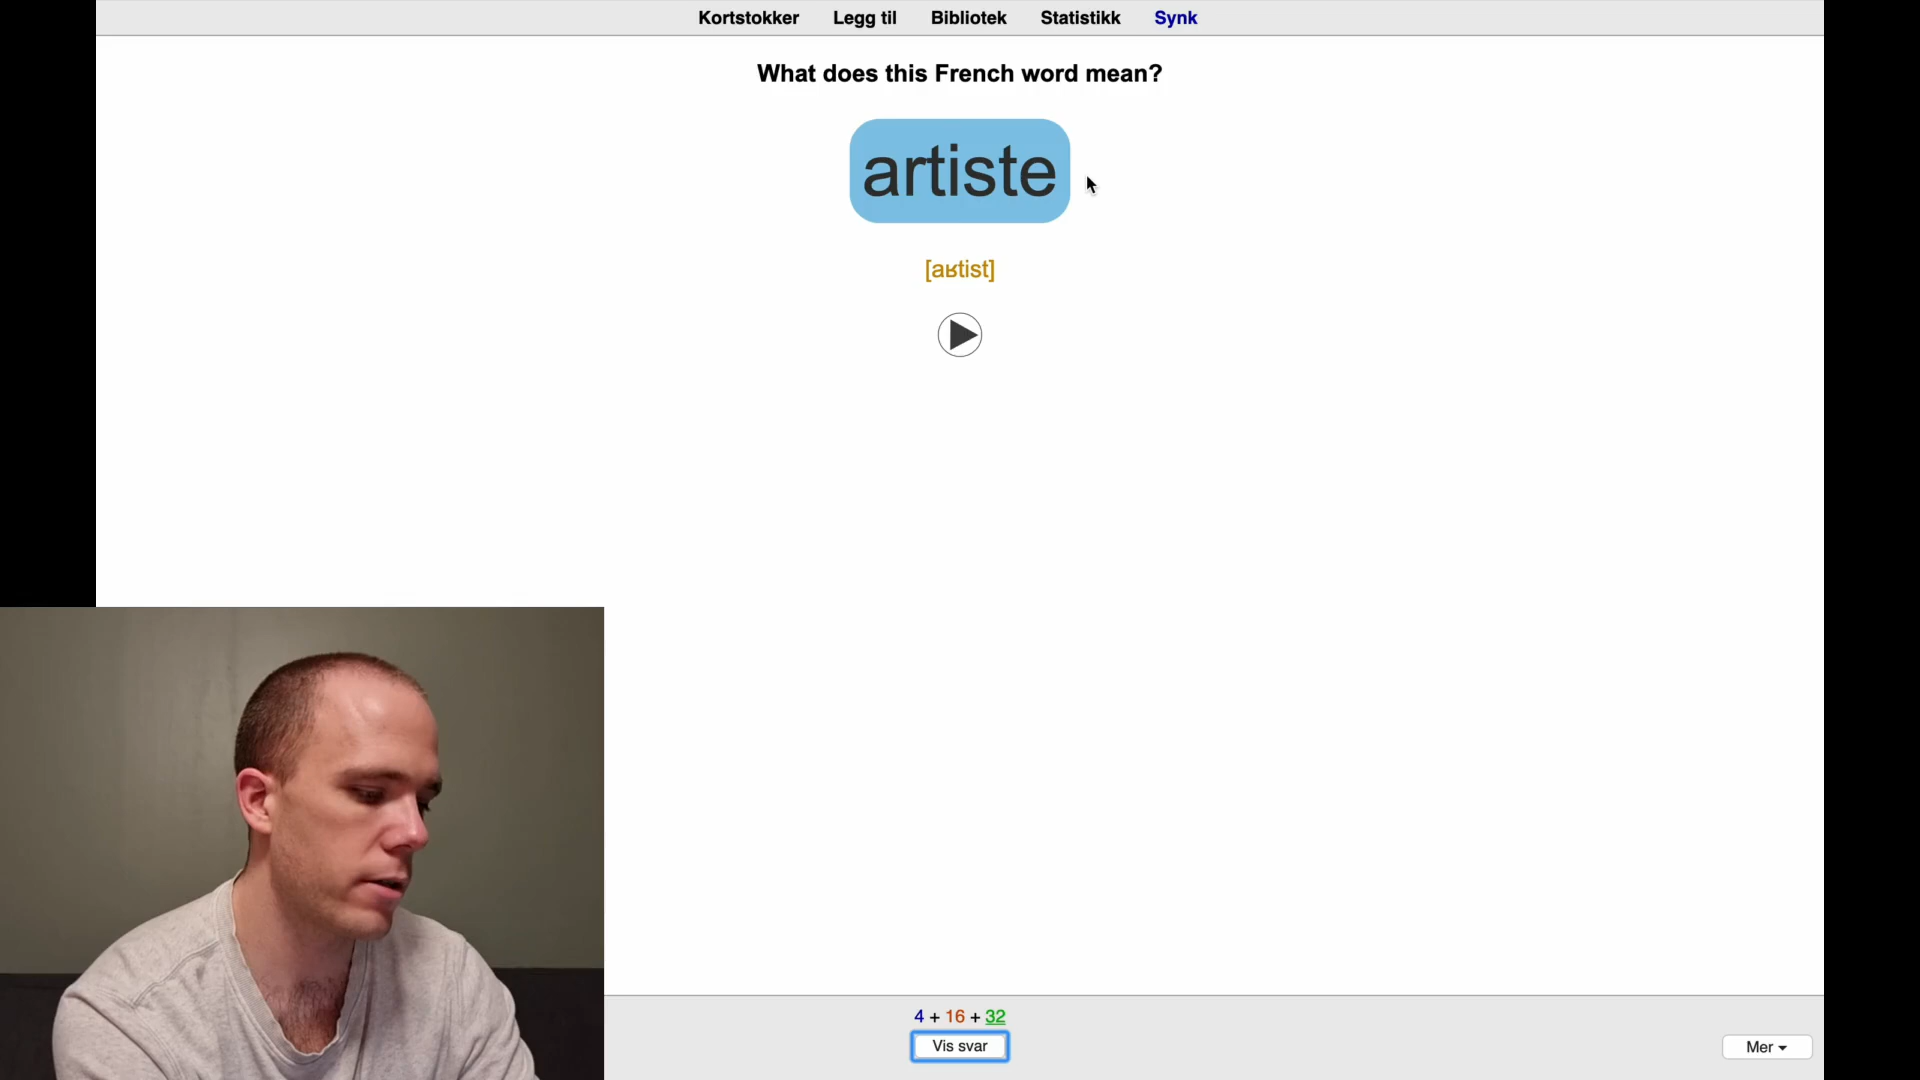 Kortstokker Legg til Bibliotek Statistikk Synk
What does this French word mean?
artiste
[aʁtist]
4 + 16 + 32
Vis svar
Mer